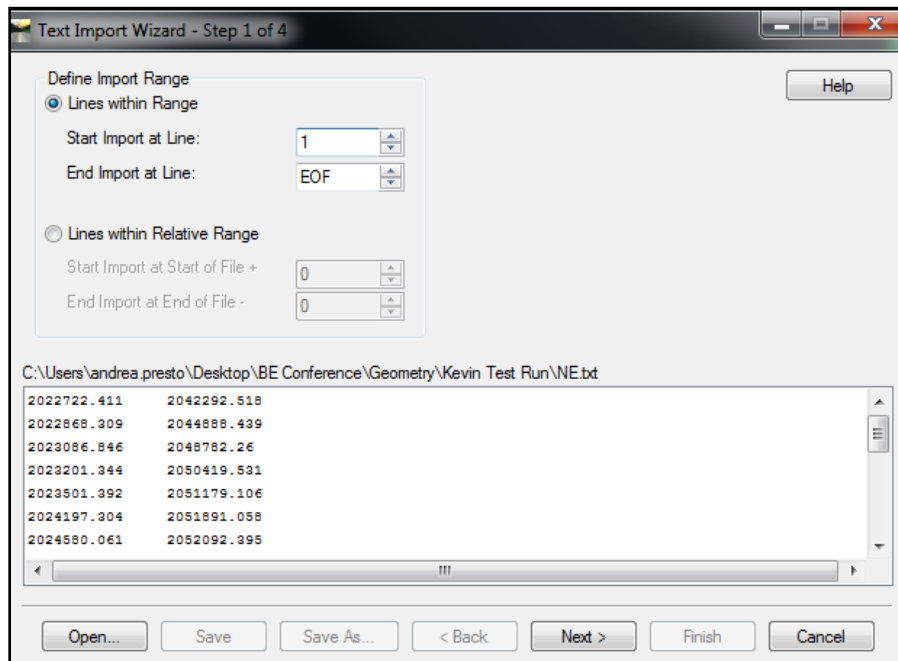 Text Import Wizard - Step 1 of 4
Define Import Range
Help
Lines within Range
Start Import at Line: 1
End Import at Line: EOF
Lines within Relative Range
Start Import at Start of File + 0
End Import at End of File - 0
C:\Users\andrea.presto\Desktop\BE Conference\Geometry\Kevin Test Run\NE.txt
2022722.411 2042292.518
2022868.309 2044888.439
2023086.846 2048782.26
2023201.344 2050419.531
2023501.392 2051179.106
2024197.304 2051891.058
2024580.061 2052092.395
Open... Save Save As... < Back Next > Finish Cancel